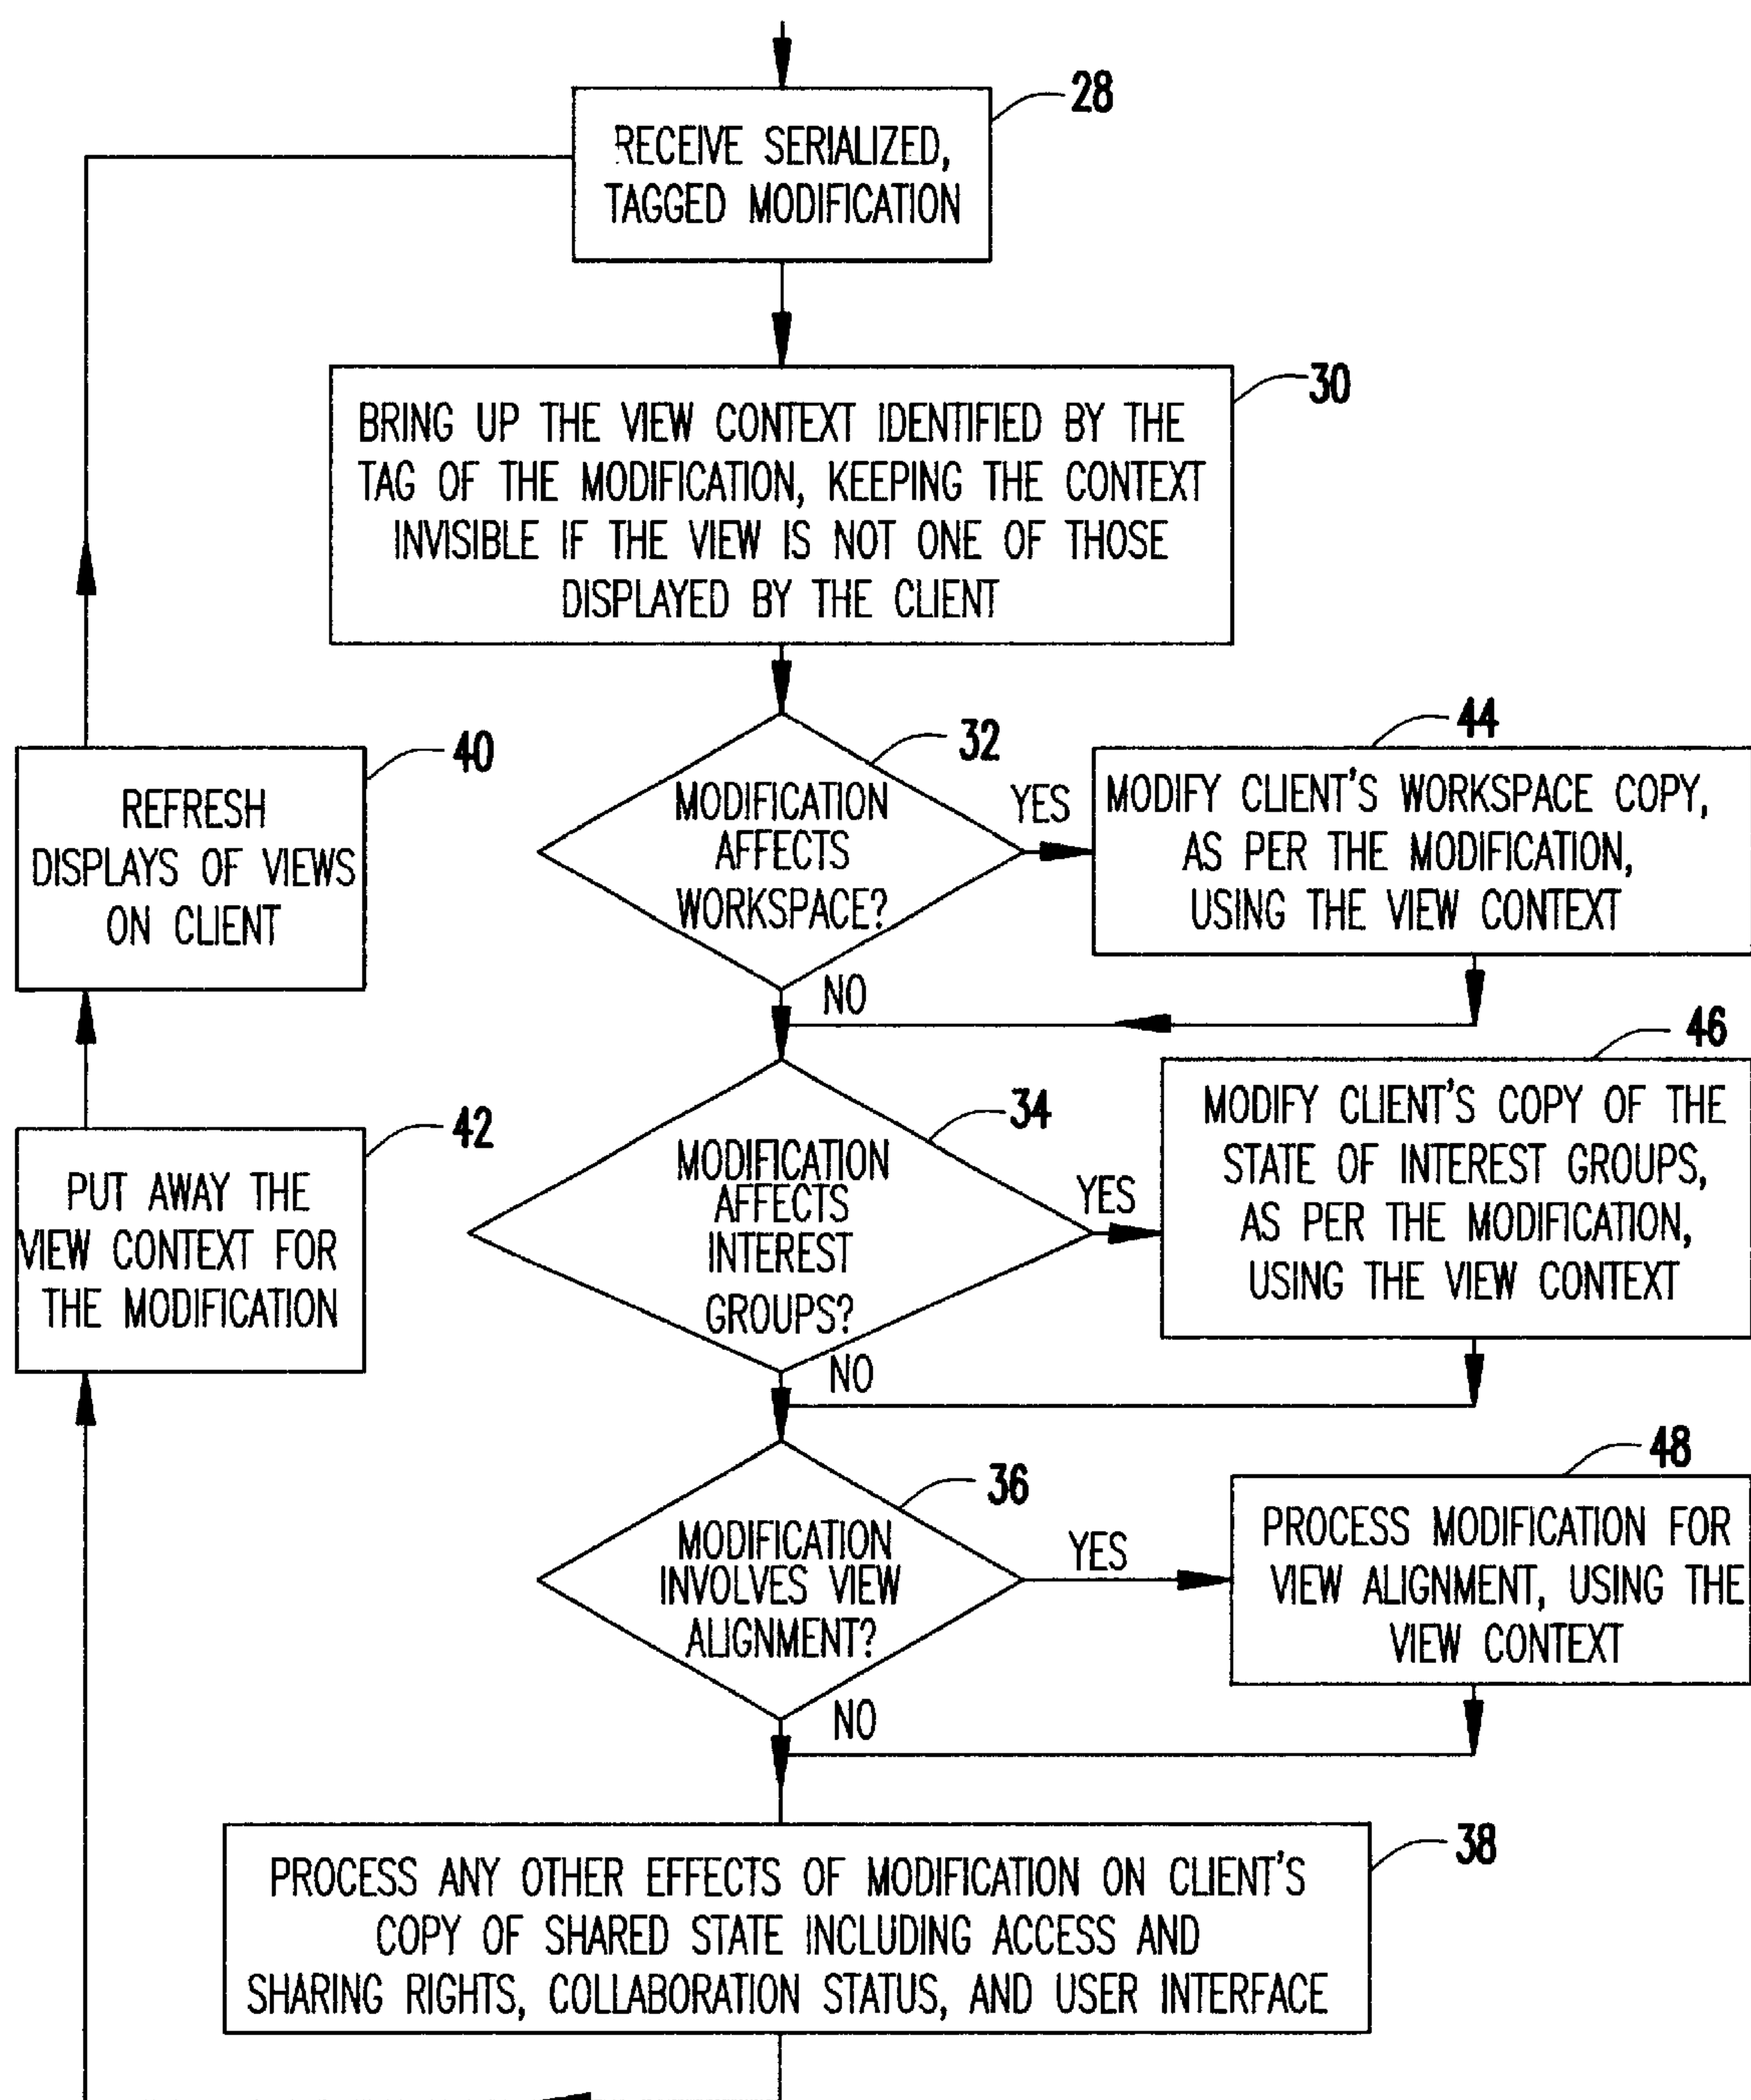 28
RECEIVE SERIALIZED,
TAGGED MODIFICATION
30
BRING UP THE VIEW CONTEXT IDENTIFIED BY THE
TAG OF THE MODIFICATION, KEEPING THE CONTEXT
INVISIBLE IF THE VIEW IS NOT ONE OF THOSE
DISPLAYED BY THE CLIENT
32
MODIFICATION
AFFECTS
WORKSPACE?
YES
44
MODIFY CLIENT'S WORKSPACE COPY,
AS PER THE MODIFICATION,
USING THE VIEW CONTEXT
40
REFRESH
DISPLAYS OF VIEWS
ON CLIENT
NO
34
MODIFICATION
AFFECTS
INTEREST
GROUPS?
YES
46
MODIFY CLIENT'S COPY OF THE
STATE OF INTEREST GROUPS,
AS PER THE MODIFICATION,
USING THE VIEW CONTEXT
42
PUT AWAY THE
VIEW CONTEXT FOR
THE MODIFICATION
NO
36
MODIFICATION
INVOLVES VIEW
ALIGNMENT?
YES
48
PROCESS MODIFICATION FOR
VIEW ALIGNMENT, USING THE
VIEW CONTEXT
NO
38
PROCESS ANY OTHER EFFECTS OF MODIFICATION ON CLIENT'S
COPY OF SHARED STATE INCLUDING ACCESS AND
SHARING RIGHTS, COLLABORATION STATUS, AND USER INTERFACE